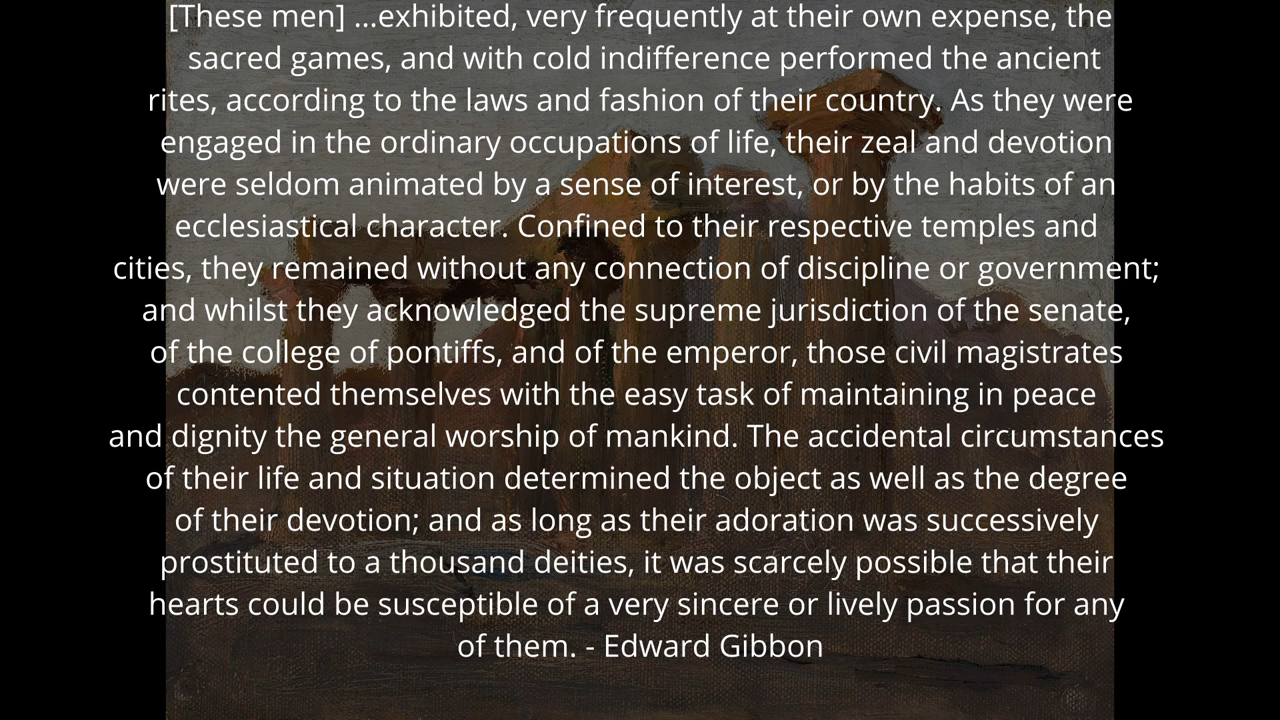 [These men] ...exhibited, very frequently at their own expense, the
sacred games, and with cold indifference performed the ancient
rites, according to the laws and fashion of their country. As they were
engaged in the ordinary occupations of life, their zeal and devotion
were seldom animated by a sense of interest, or by the habits of an
ecclesiastical character. Confined to their respective temples and
cities, they remained without any connection of discipline or government;
and whilst they acknowledged the supreme jurisdiction of the senate,
of the college of pontiffs, and of the emperor, those civil magistrates
contented themselves with the easy task of maintaining in peace
and dignity the general worship of mankind. The accidental circumstances
of their life and situation determined the object as well as the degree
of their devotion; and as long as their adoration was successively
prostituted to a thousand deities, it was scarcely possible that their
hearts could be susceptible of a very sincere or lively passion for any
of them. - Edward Gibbon